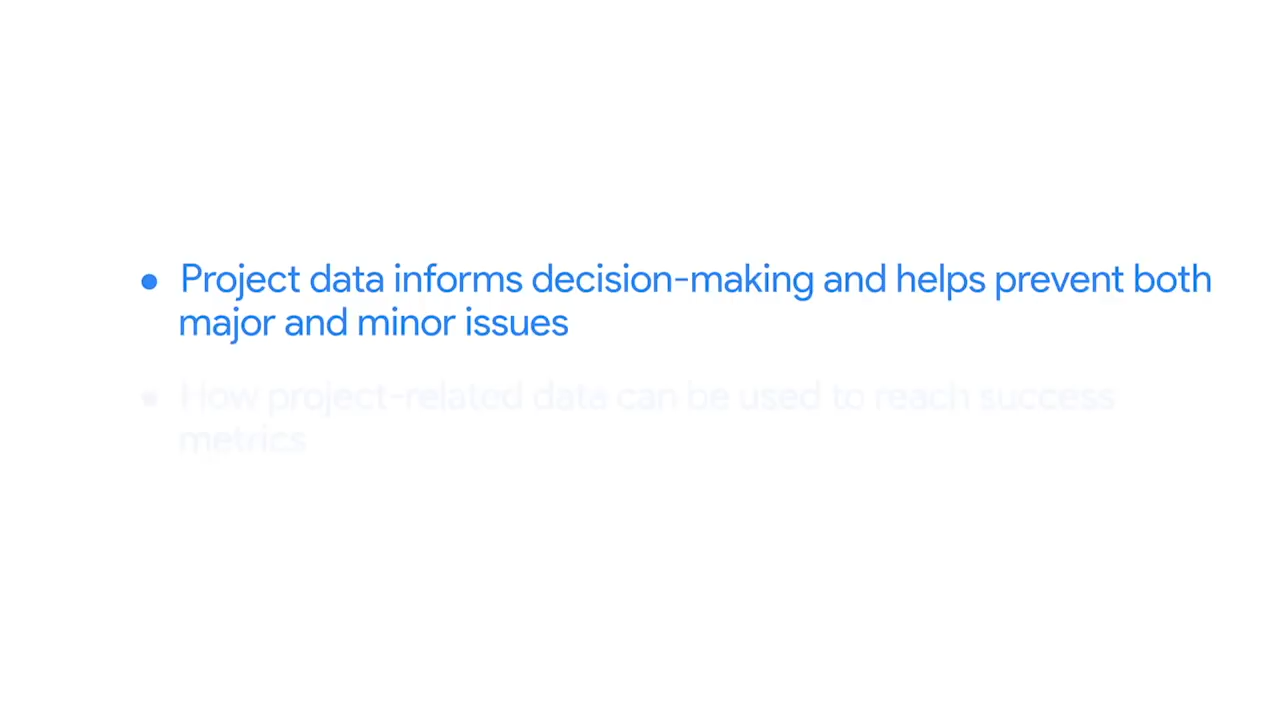 ● Project data informs decision-making and helps prevent both
major and minor issues
● How project-related data can be used to reach success
metrics